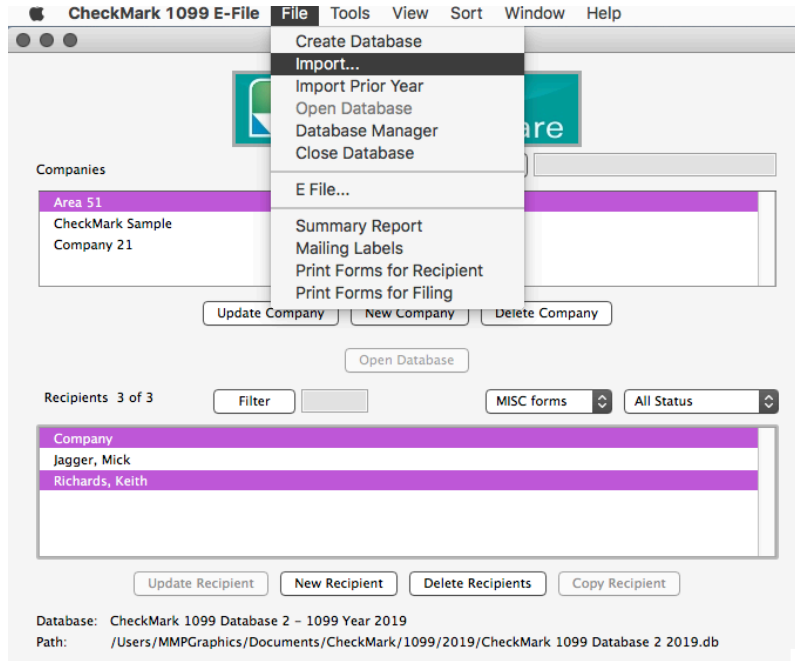 CheckMark 1099 E-File File Tools View Sort Window Help
Create Database
Import...
Import Prior Year
Open Database
Database Manager
Close Database
E File...
Summary Report
Mailing Labels
Print Forms for Recipient
Print Forms for Filing
are
Companies
Area 51
CheckMark Sample
Company 21
Update Company New Company Delete Company
Open Database
Recipients 3 of 3 Filter MISC forms All Status
Company
Jagger, Mick
Richards, Keith
Update Recipient New Recipient Delete Recipients Copy Recipient
Database: CheckMark 1099 Database 2 – 1099 Year 2019
Path: /Users/MMPGraphics/Documents/CheckMark/1099/2019/CheckMark 1099 Database 2 2019.db